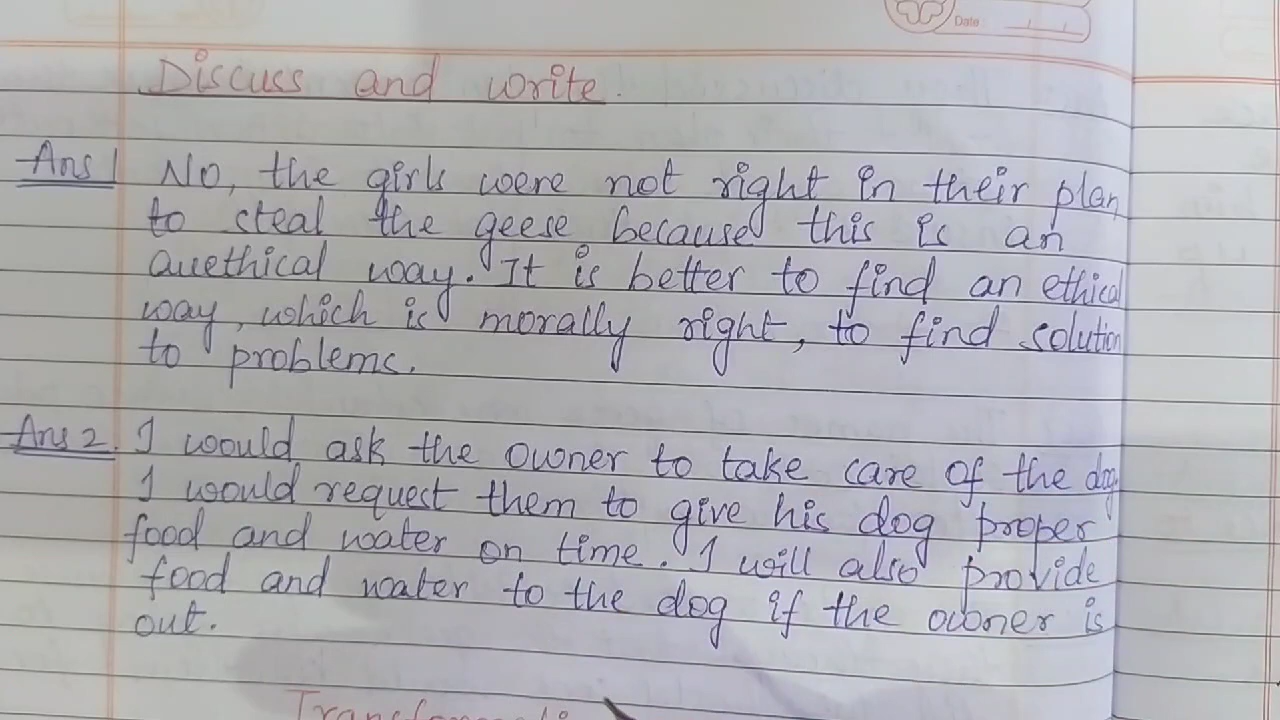 Date
Discuss and write.
Ans 1 No, the girls were not right in their plan
to steal the geese because this is an
auethical way. It is better to find an ethical
way, which is morally right, to find solution
to problems.
Ans 2. I would ask the owner to take care of the dog
I would request them to give his dog proper
food and water on time. I will also provide
food and water to the dog if the owner is
out.